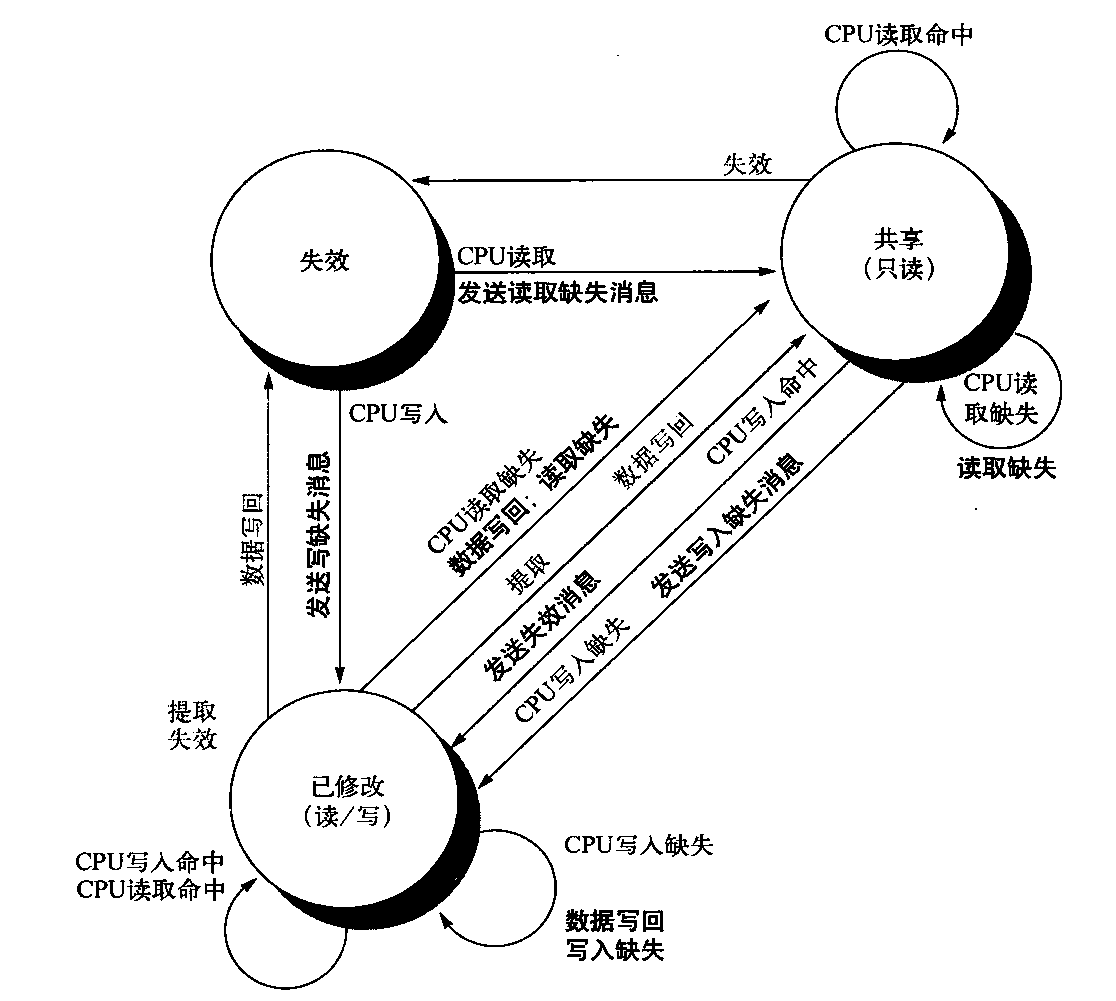 CPU读取命中
失效
失效
CPU读取
发送读取缺失消息
共享
（只读）
CPU读
取缺失
读取缺失
CPU写入
发送写缺失消息
数据写回
CPU读取缺失
数据写回；读取缺失
提取
数据写回
CPU写入命中
发送失效消息
CPU写入缺失
发送写入缺失消息
提取
失效
已修改
（读/写）
CPU写入命中
CPU读取命中
CPU写入缺失
数据写回
写入缺失